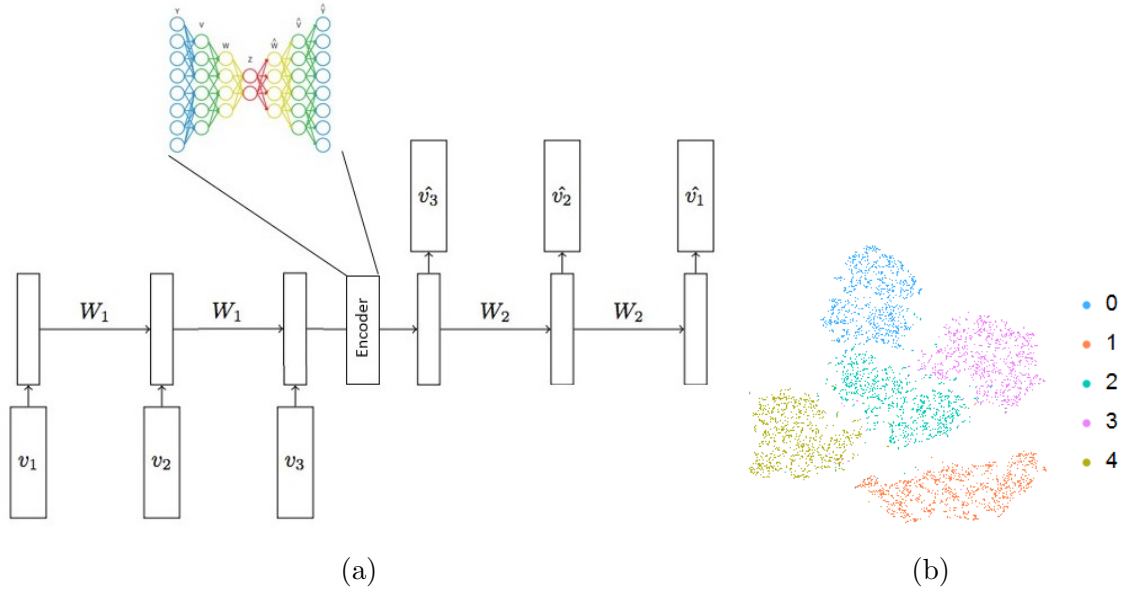 Y V W Z Ŵ V̂ Ŷ
v̂₃ v̂₂ v̂₁
W₁ W₁ Encoder W₂ W₂
v₁ v₂ v₃
0
1
2
3
4
(a) (b)